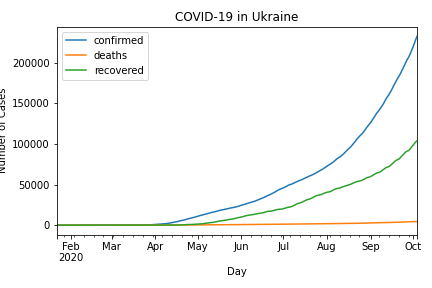 COVID-19 in Ukraine
confirmed
deaths
recovered
Number of Cases
200000
150000
100000
50000
0
Feb
2020
Mar
Apr
May
Jun
Jul
Aug
Sep
Oct
Day